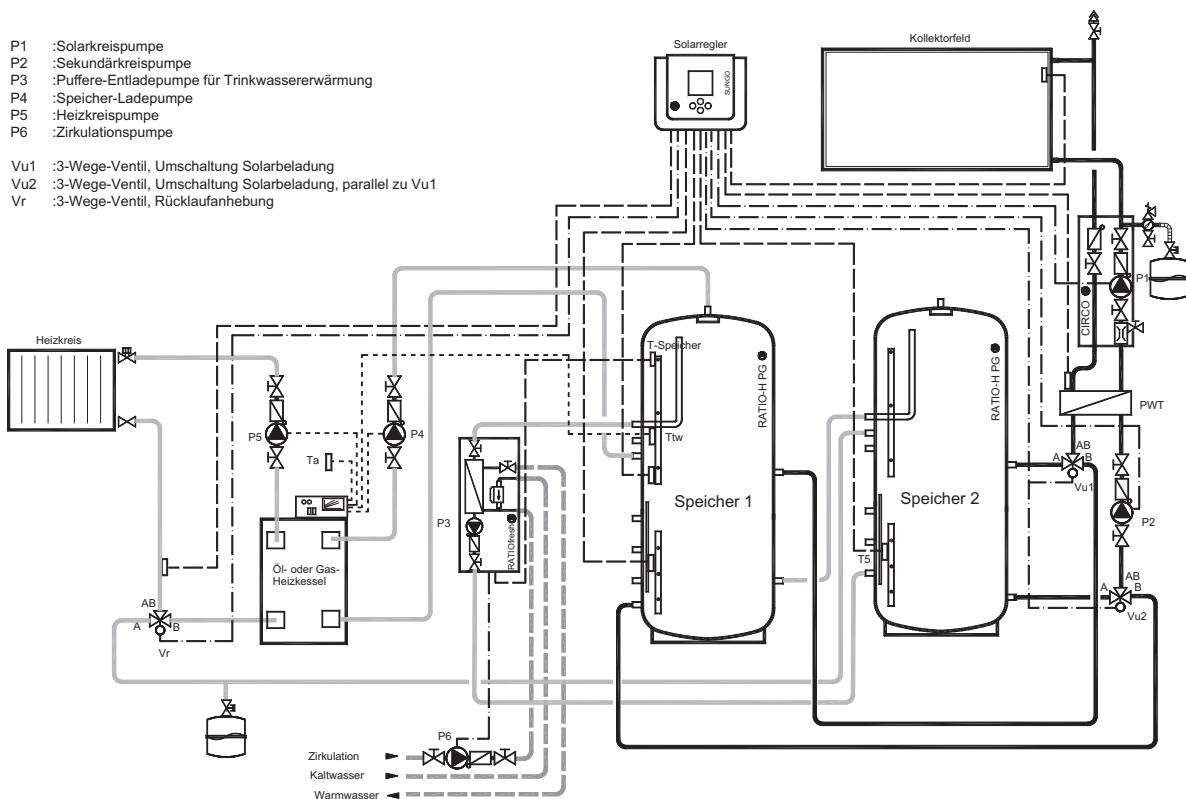 P1 :Solarkreispumpe
P2 :Sekundärkreispumpe
P3 :Puffere-Entladepumpe für Trinkwassererwärmung
P4 :Speicher-Ladepumpe
P5 :Heizkreispumpe
P6 :Zirkulationspumpe
Vu1 :3-Wege-Ventil, Umschaltung Solarbeladung
Vu2 :3-Wege-Ventil, Umschaltung Solarbeladung, parallel zu Vu1
Vr :3-Wege-Ventil, Rücklaufanhebung
Solarregler
SUNGO
Kollektorfeld
P1
CIRCO
Heizkreis
T-Speicher
RATIO-H PG
RATIO-H PG
PWT
P5
P4
Ttw
Ta
AB
A
B
Vu1
Speicher 1
Speicher 2
P3
RATIOfresh
P2
T5
Öl- oder Gas-
Heizkessel
AB
A
B
Vr
AB
A
B
Vu2
P6
Zirkulation
Kaltwasser
Warmwasser